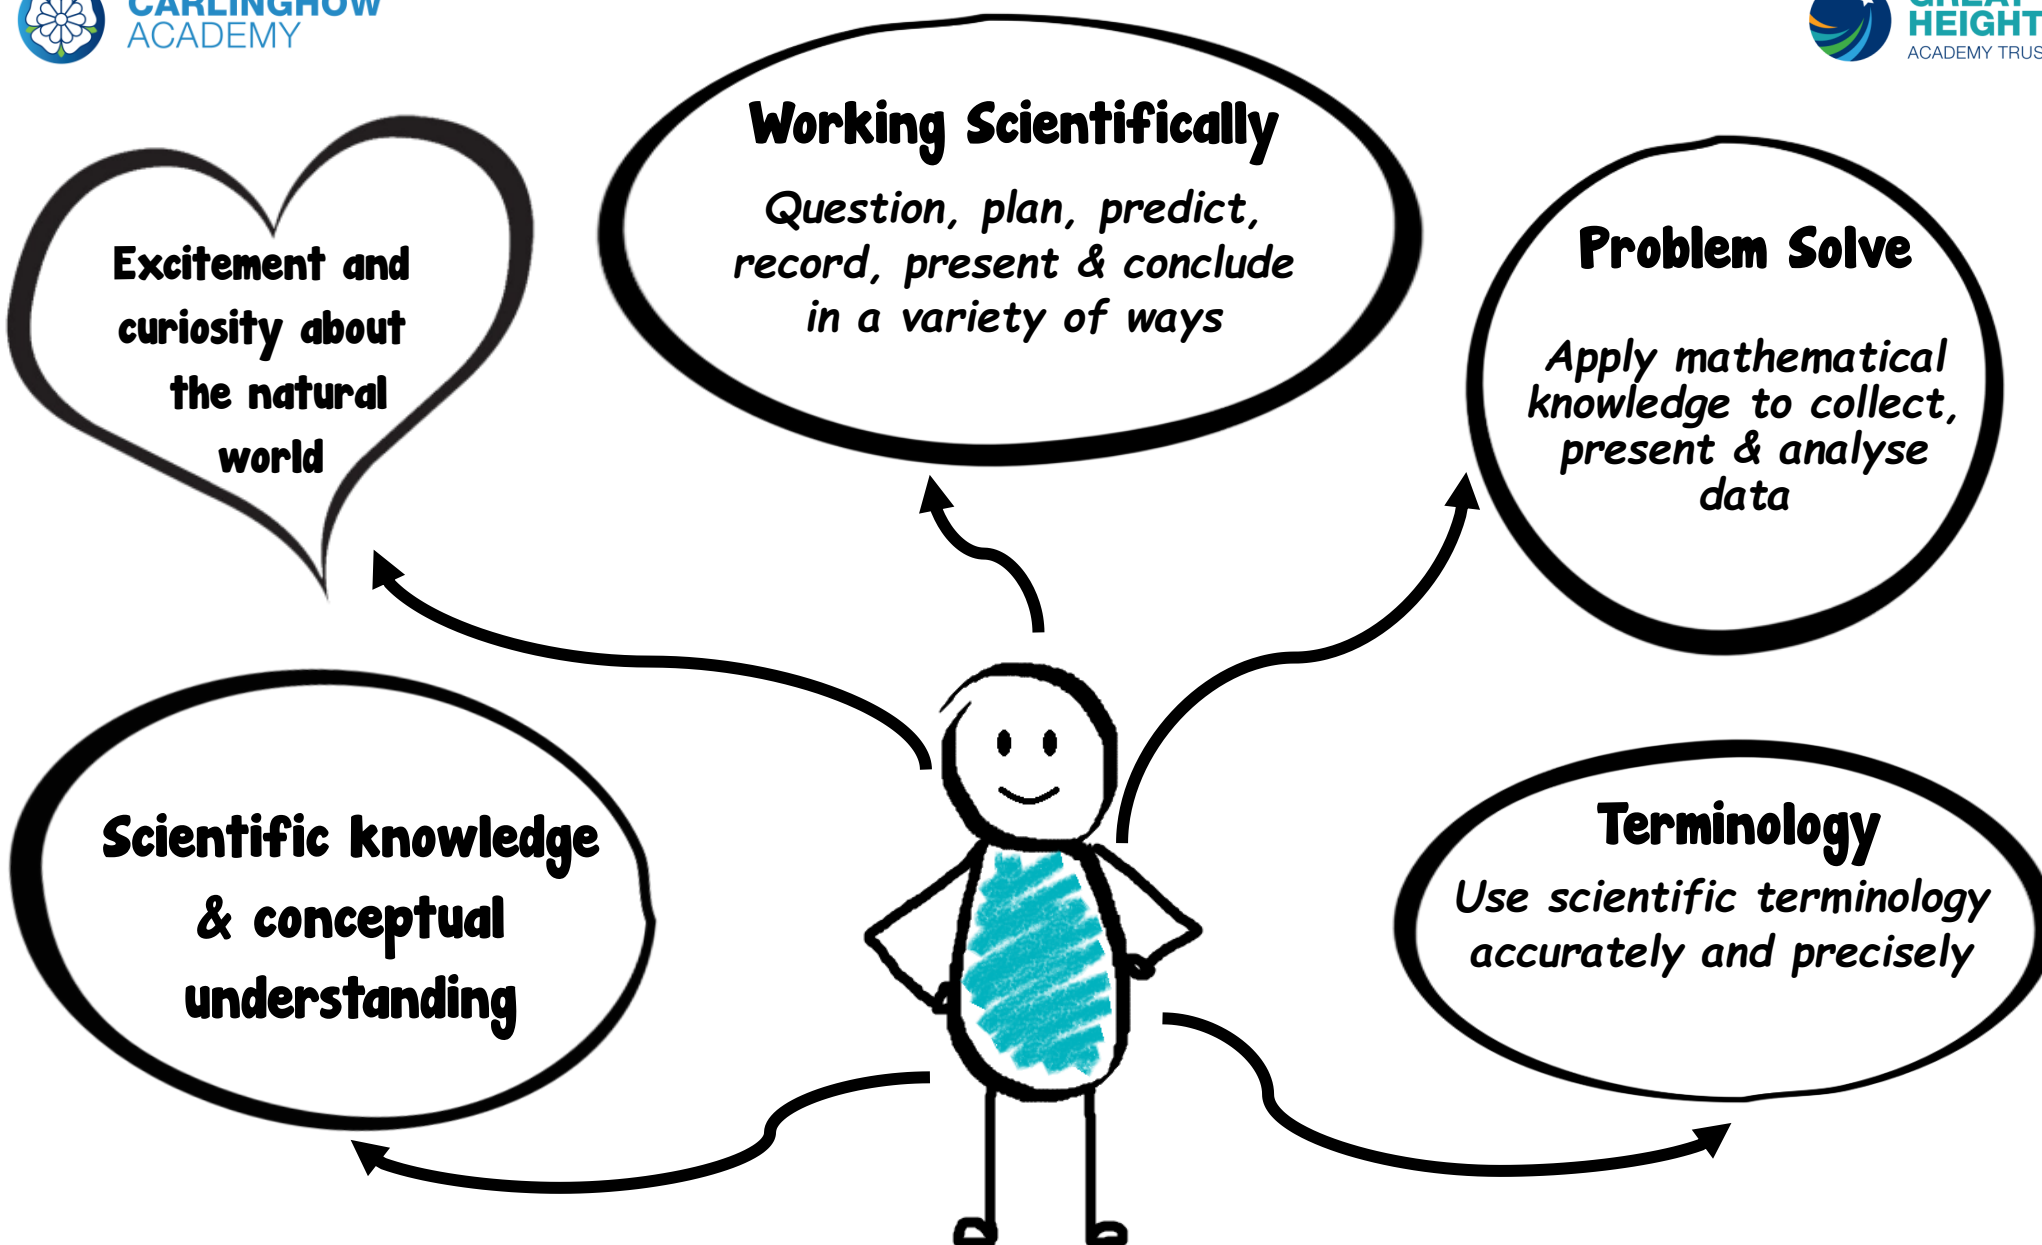 CARLINGHOW
ACADEMY
GREAT
HEIGHT
ACADEMY TRUS
Working Scientifically
Question, plan, predict,
record, present & conclude
in a variety of ways
Excitement and
curiosity about
the natural
world
Problem Solve
Apply mathematical
knowledge to collect,
present & analyse
data
Scientific knowledge
& conceptual
understanding
Terminology
Use scientific terminology
accurately and precisely